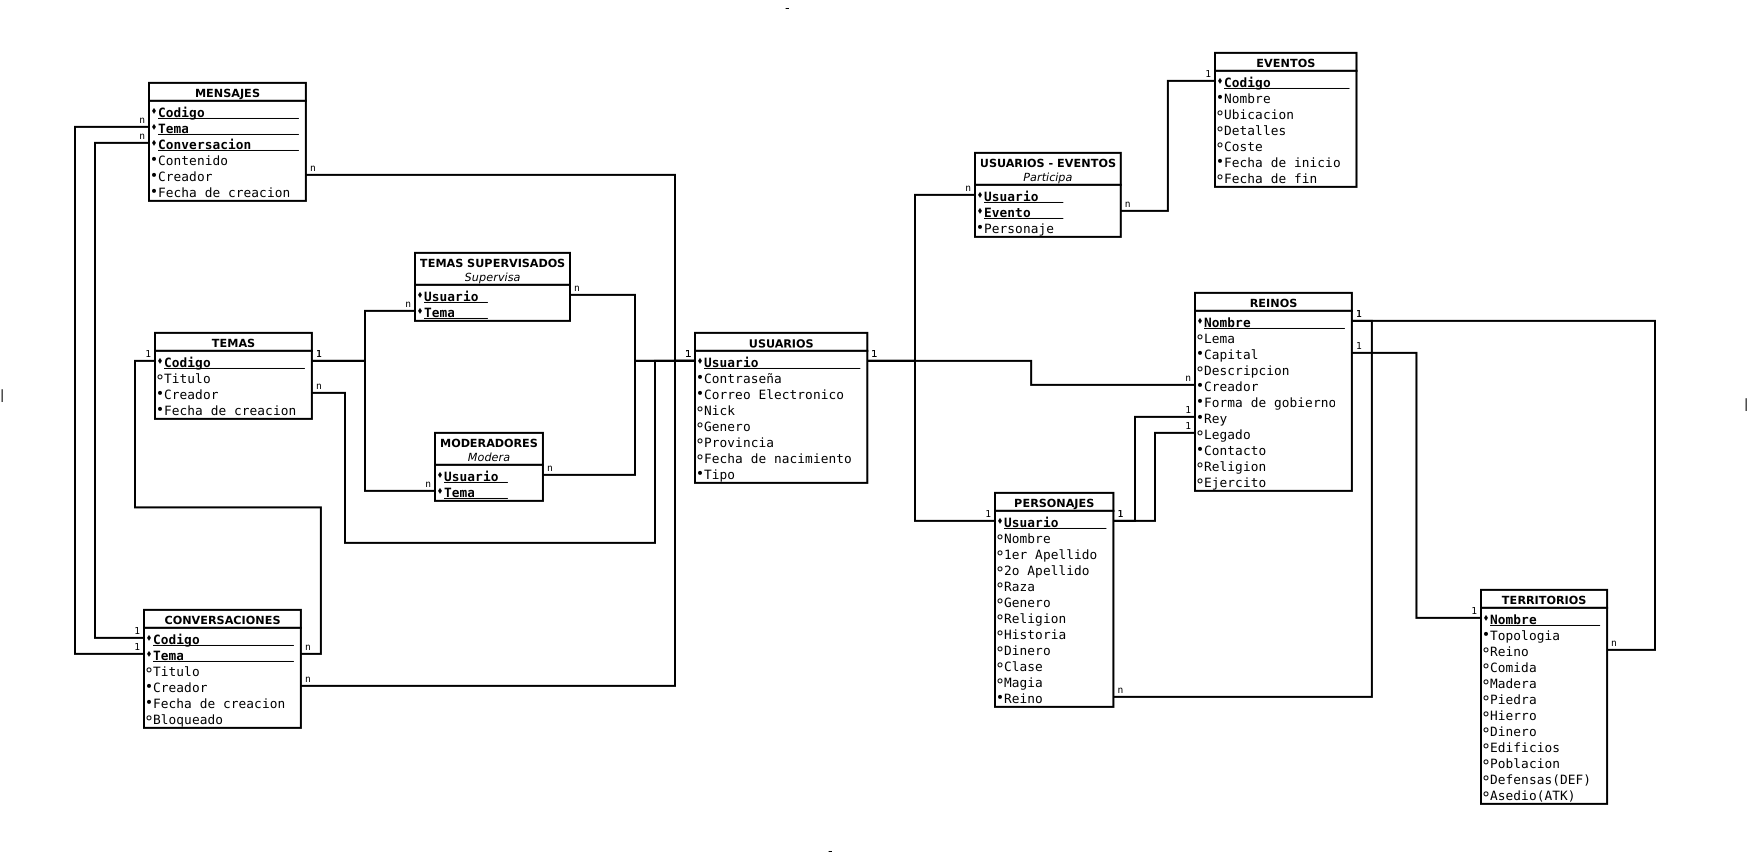 MENSAJES
Codigo
Tema
Conversacion
Contenido
Creador
Fecha de creacion
n
n
n
EVENTOS
Codigo
Nombre
Ubicacion
Detalles
Coste
Fecha de inicio
Fecha de fin
1
USUARIOS - EVENTOS
Participa
Usuario
Evento
Personaje
n
n
TEMAS SUPERVISADOS
Supervisa
Usuario
Tema
n
n
TEMAS
Codigo
Titulo
Creador
Fecha de creacion
1
1
n
MODERADORES
Modera
Usuario
Tema
n
n
USUARIOS
Usuario
Contraseña
Correo Electronico
Nick
Genero
Provincia
Fecha de nacimiento
Tipo
1
1
REINOS
Nombre
Lema
Capital
Descripcion
Creador
Forma de gobierno
Rey
Legado
Contacto
Religion
Ejercito
1
1
n
1
1
PERSONAJES
Usuario
Nombre
1er Apellido
2o Apellido
Raza
Genero
Religion
Historia
Dinero
Clase
Magia
Reino
1
1
n
CONVERSACIONES
Codigo
Tema
Titulo
Creador
Fecha de creacion
Bloqueado
1
1
n
n
TERRITORIOS
Nombre
Topologia
Reino
Comida
Madera
Piedra
Hierro
Dinero
Edificios
Poblacion
Defensas(DEF)
Asedio(ATK)
1
n